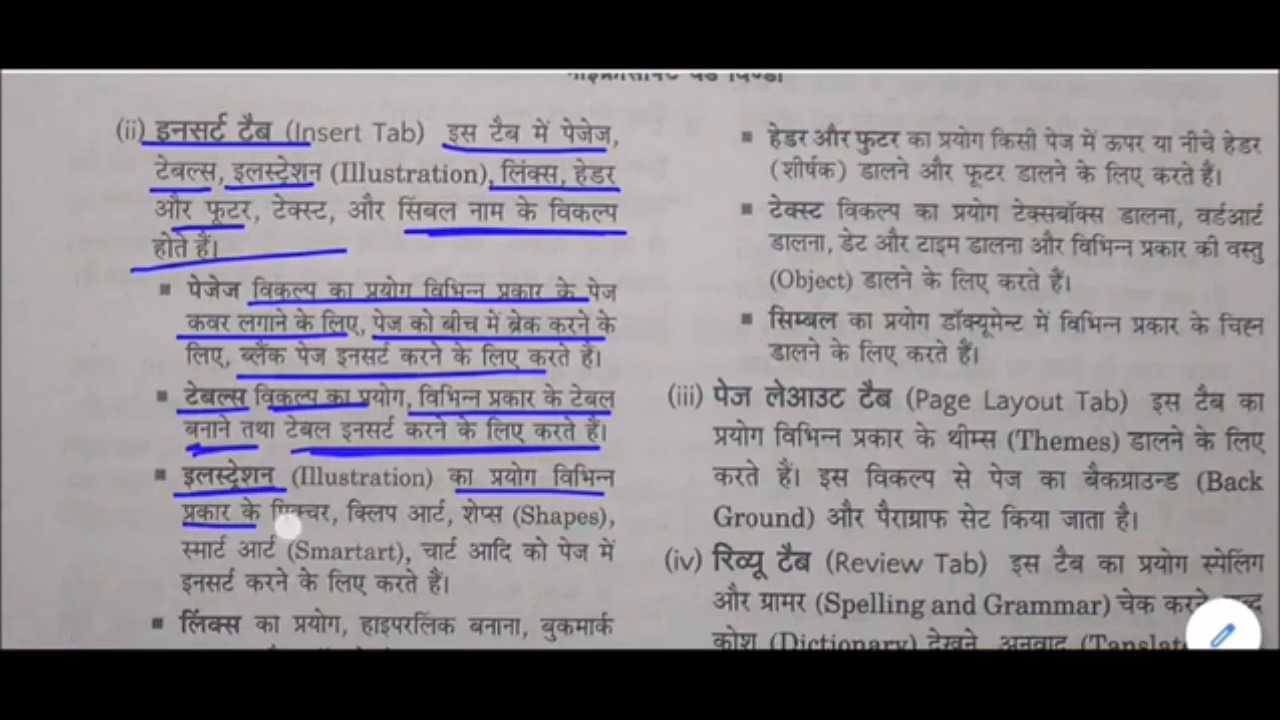 (ii) इनसर्ट टैब (Insert Tab) इस टैब में पेजेज,
टेबल्स, इलस्ट्रेशन (Illustration), लिंक्स, हेडर
और फूटर, टेक्स्ट, और सिंबल नाम के विकल्प
होते हैं।
▪ पेजेज विकल्प का प्रयोग विभिन्न प्रकार के पेज
कवर लगाने के लिए, पेज को बीच में ब्रेक करने के
लिए, ब्लैंक पेज इनसर्ट करने के लिए करते हैं।
▪ टेबल्स विकल्प का प्रयोग, विभिन्न प्रकार के टेबल
बनाने तथा टेबल इनसर्ट करने के लिए करते हैं।
▪ इलस्ट्रेशन (Illustration) का प्रयोग विभिन्न
प्रकार के पिक्चर, क्लिप आर्ट, शेप्स (Shapes),
स्मार्ट आर्ट (Smartart), चार्ट आदि को पेज में
इनसर्ट करने के लिए करते हैं।
▪ लिंक्स का प्रयोग, हाइपरलिंक बनाना, बुकमार्क
▪ हेडर और फुटर का प्रयोग किसी पेज में ऊपर या नीचे हेडर
(शीर्षक) डालने और फूटर डालने के लिए करते हैं।
▪ टेक्स्ट विकल्प का प्रयोग टेक्सबॉक्स डालना, वर्डआर्ट
डालना, डेट और टाइम डालना और विभिन्न प्रकार की वस्तु
(Object) डालने के लिए करते हैं।
▪ सिम्बल का प्रयोग डॉक्यूमेन्ट में विभिन्न प्रकार के चिह्न
डालने के लिए करते हैं।
(iii) पेज लेआउट टैब (Page Layout Tab) इस टैब का
प्रयोग विभिन्न प्रकार के थीम्स (Themes) डालने के लिए
करते हैं। इस विकल्प से पेज का बैकग्राउन्ड (Back
Ground) और पैराग्राफ सेट किया जाता है।
(iv) रिव्यू टैब (Review Tab) इस टैब का प्रयोग स्पेलिंग
और ग्रामर (Spelling and Grammar) चेक करने
कोश (Dictionary) देखने, अनुवाद